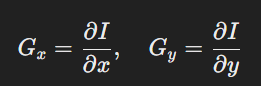 G_x = ∂I/∂x, G_y = ∂I/∂y